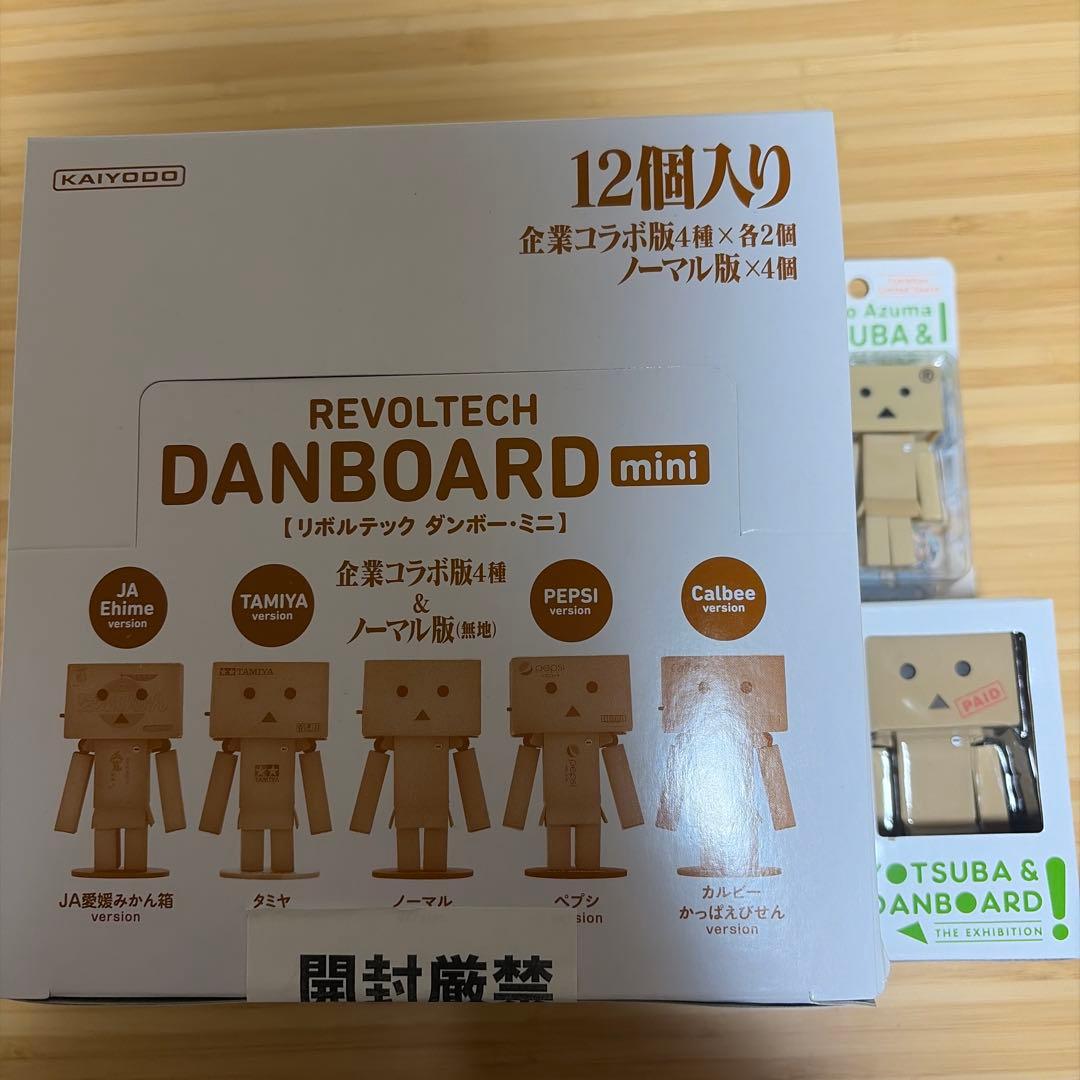 KAIYODO
12個入り
企業コラボ版4種×各2個
ノーマル版×4個
REVOLTECH
DANBOARD mini
【リボルテック ダンボー・ミニ】
企業コラボ版4種
&
ノーマル版(無地)
JA
Ehime
version
TAMIYA
version
PEPSI
version
Calbee
version
TAMIYA
TAMIYA
pepsi
JA愛媛みかん箱
version
タミヤ
ノーマル
ペプシ
sion
カルビー
かっぱえびせん
version
開封厳禁
o Azuma
UBA &
®
PAID
YOTSUBA &
DANBOARD!
THE EXHIBITION